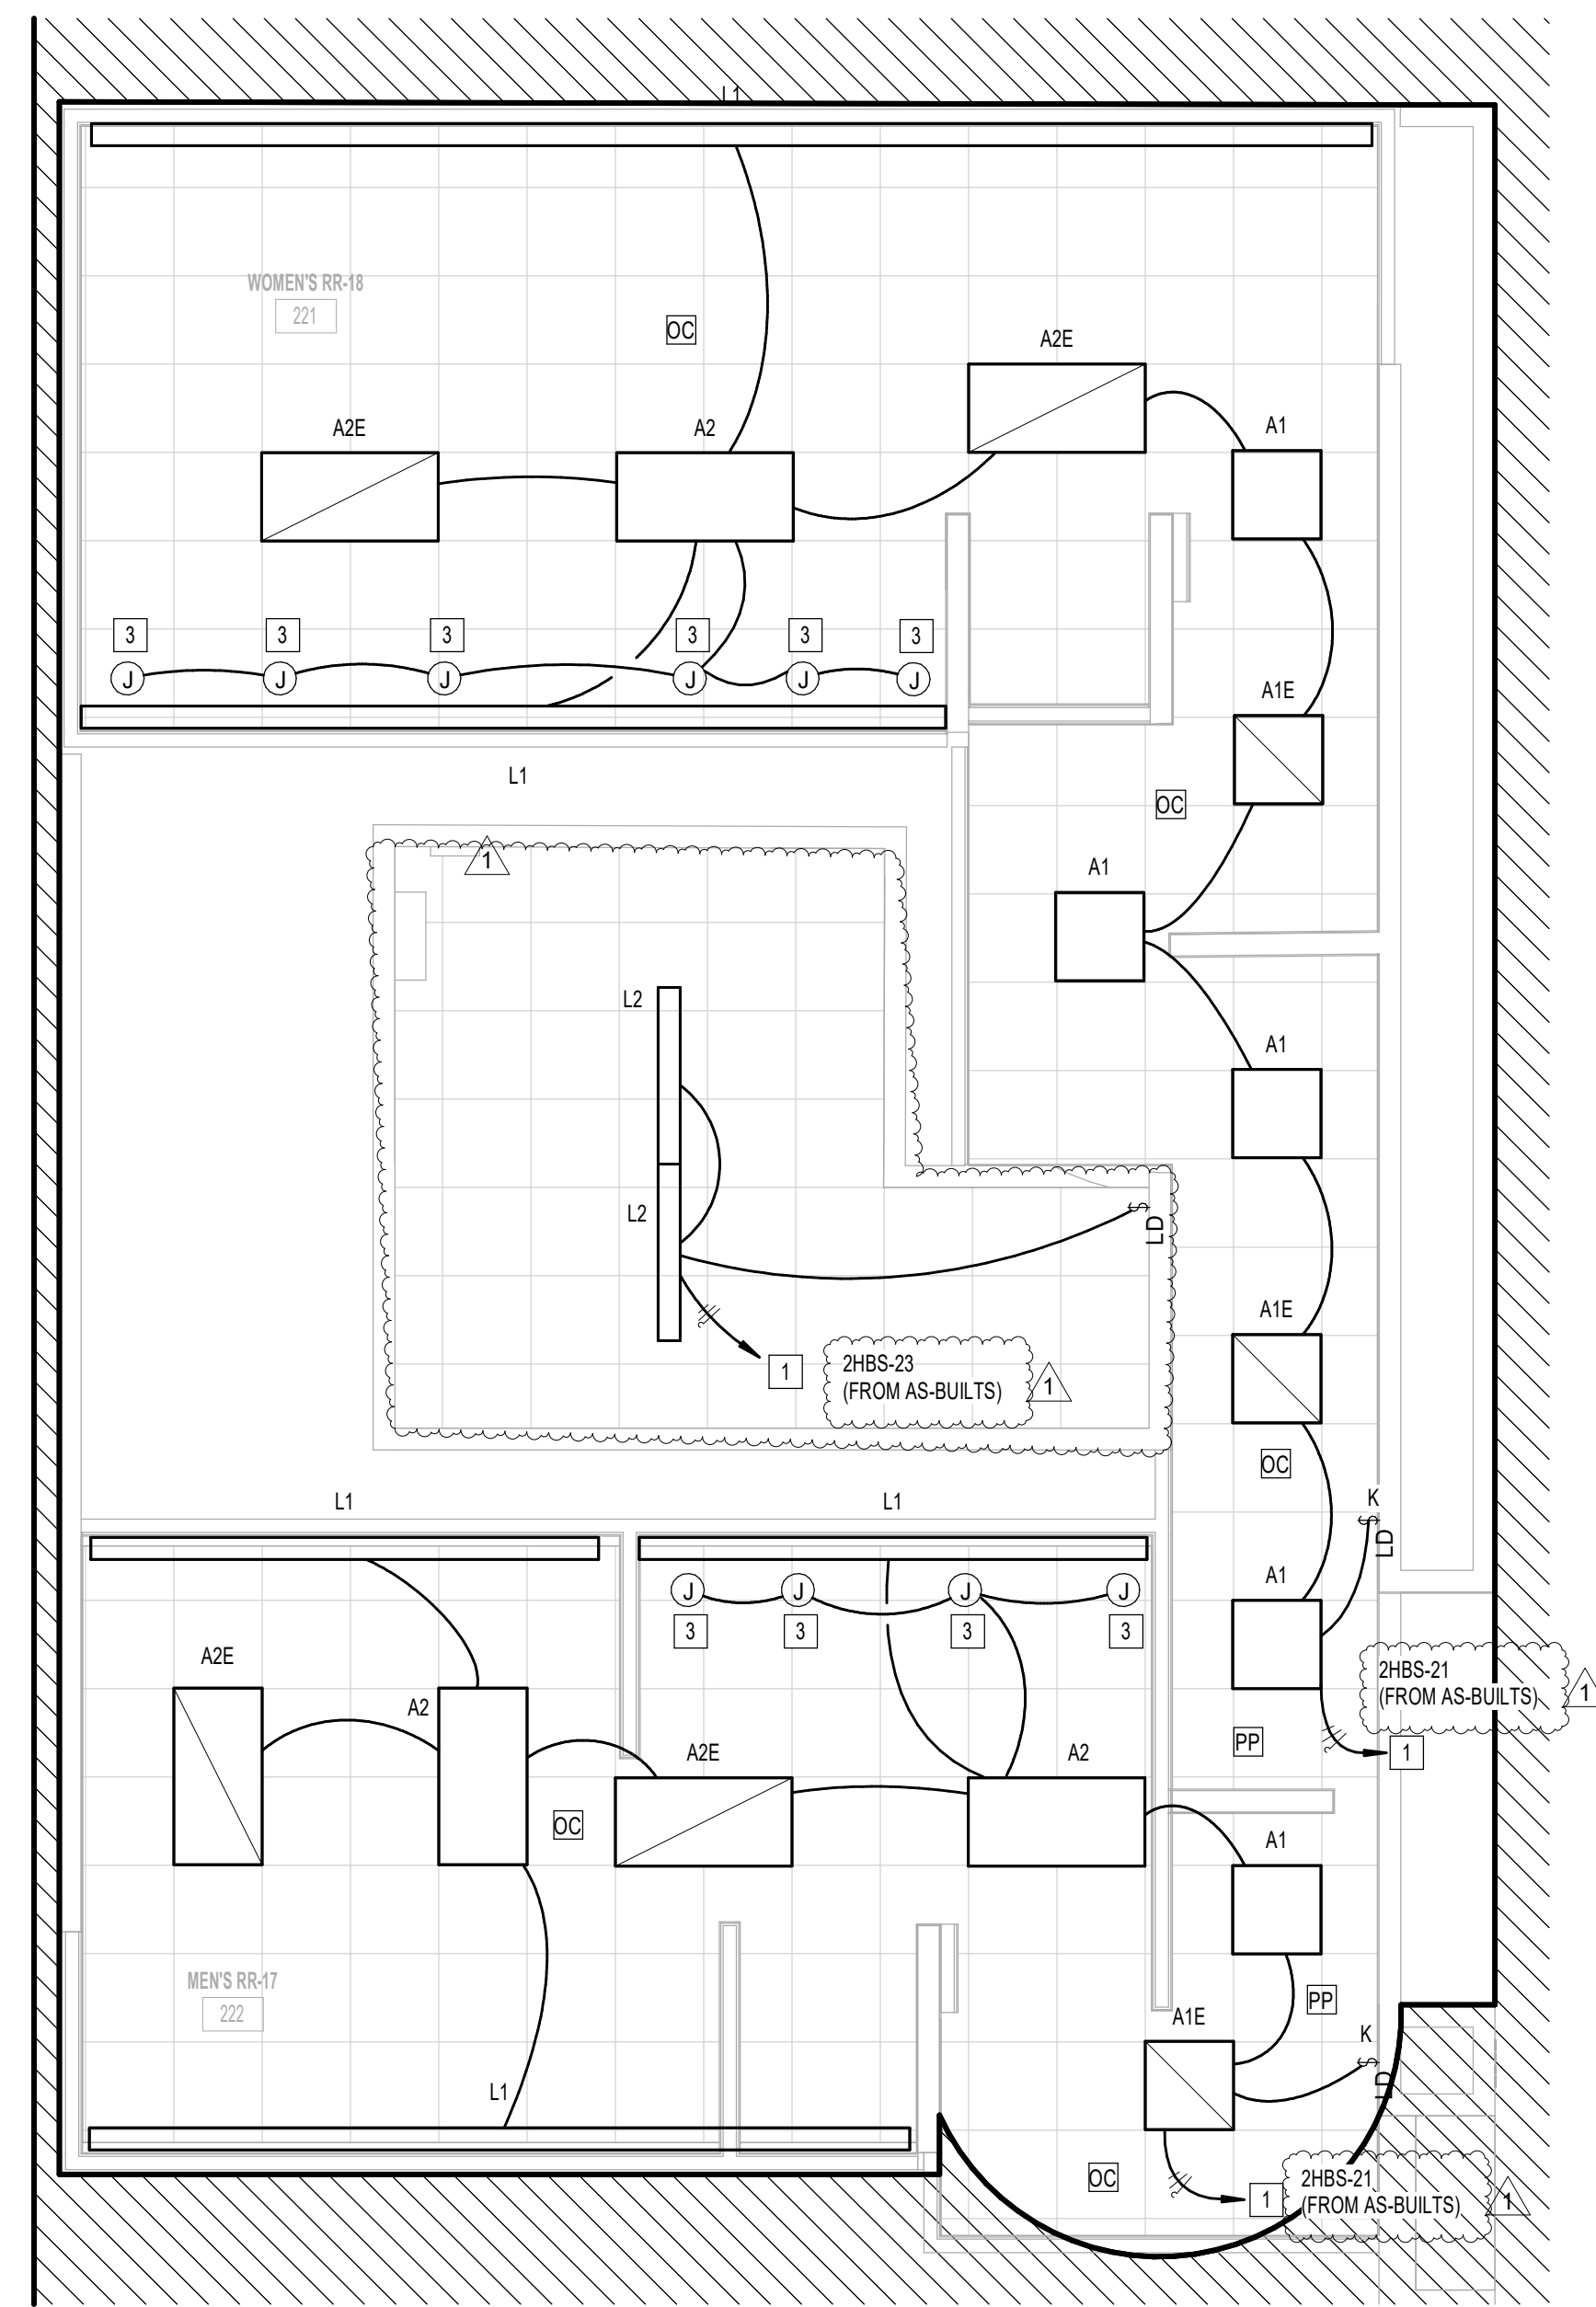 L1
WOMEN'S RR-18
221
OC
A2E
A2E
A2
A1
3
3
3
3
3
3
J
J
J
J
J
J
A1E
L1
OC
1
A1
L2
A1
L2
$
LD
A1E
1
2HBS-23
(FROM AS-BUILTS)
1
OC
L1
L1
K
$
LD
J
J
J
J
A1
3
3
3
3
A2E
A2
2HBS-21
(FROM AS-BUILTS)
1
PP
1
A2E
A2
OC
A1
MEN'S RR-17
222
PP
A1E
K
$
LD
L1
OC
1
2HBS-21
(FROM AS-BUILTS)
1